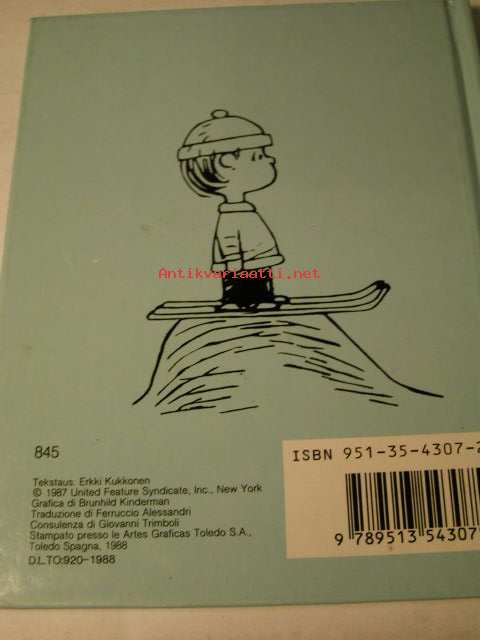 Antikvariaatti.net
845
Tekstaus: Erkki Kukkonen
© 1987 United Feature Syndicate, Inc., New York
Grafica di Brunhild Kinderman
Traduzione di Ferruccio Alessandri
Consulenza di Giovanni Trimboli
Stampato presso le Artes Graficas Toledo S.A.,
Toledo Spagna, 1988
D.L.TO:920-1988
ISBN 951-35-4307-
9 789513 54307